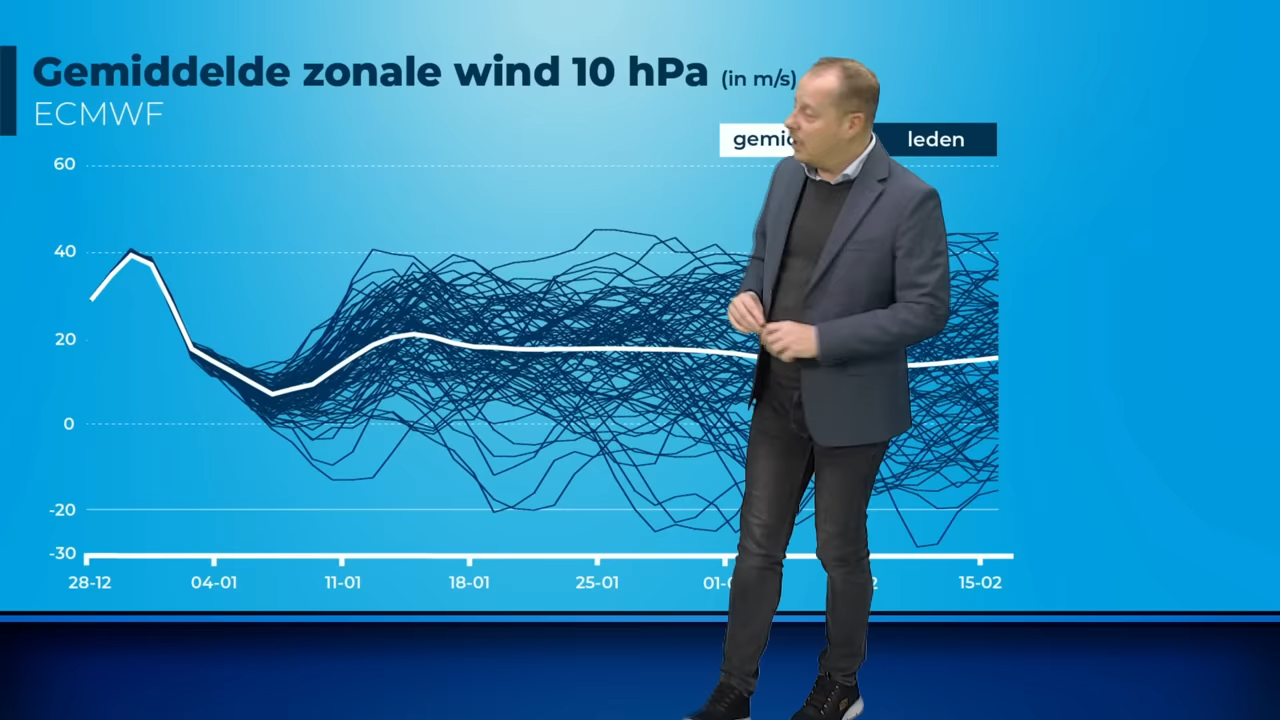 Gemiddelde zonale wind 10 hPa (in m/s)
ECMWF
leden
60
40
20
0
-20
-30
28-12 04-01 11-01 18-01 25-01 15-02